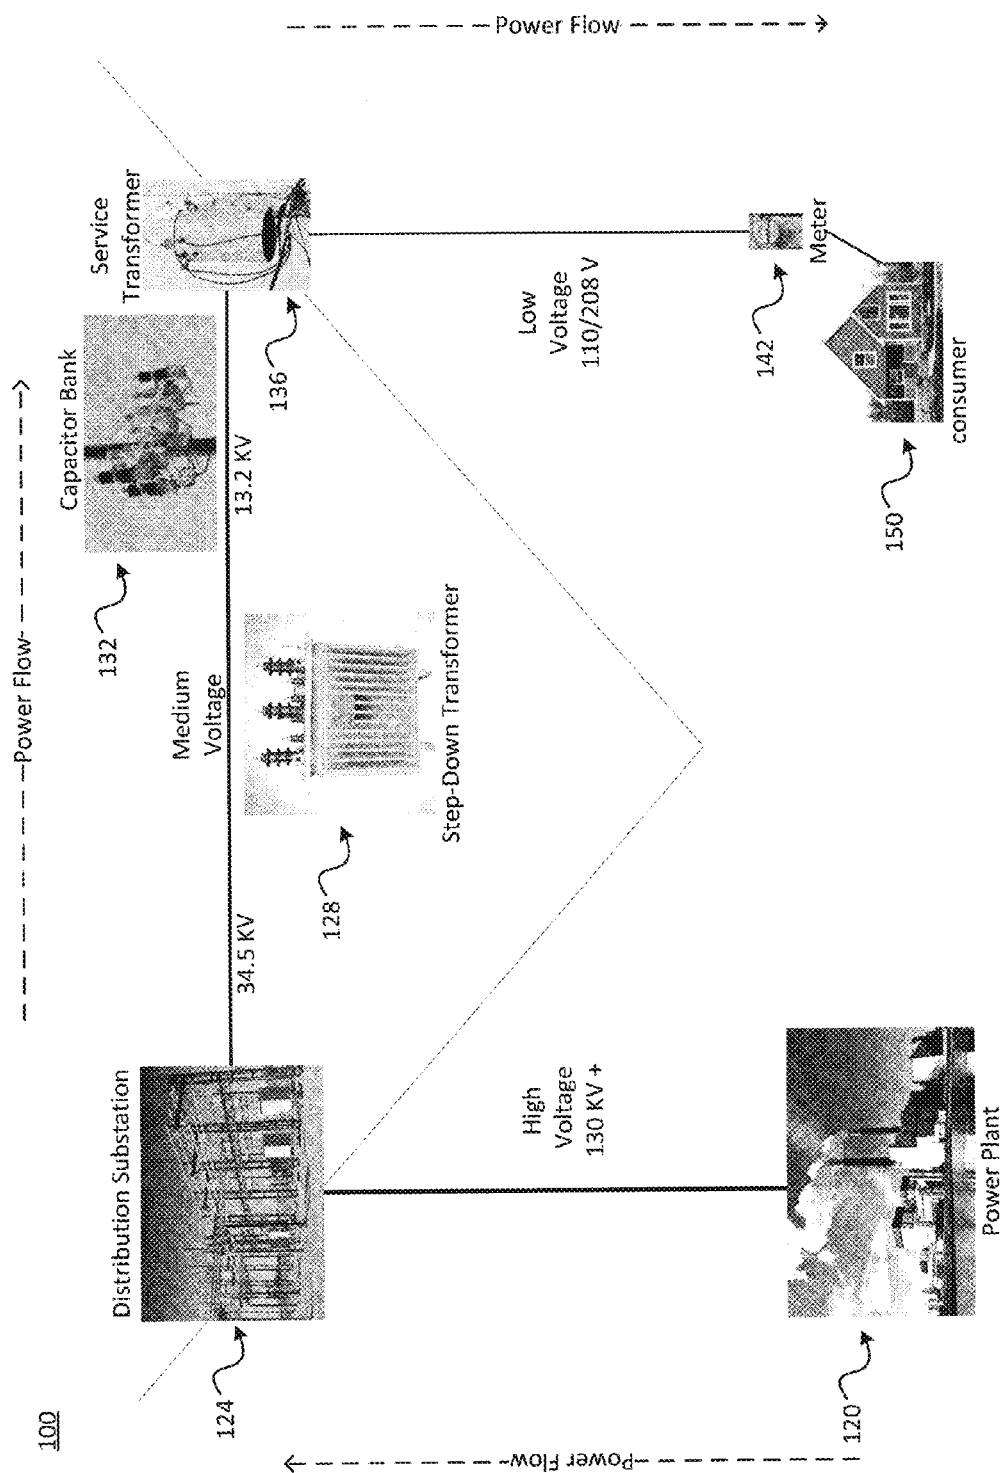 100
Power Flow
Power Flow
Power Flow
Distribution Substation
124
34.5 KV
Medium
Voltage
13.2 KV
Capacitor Bank
132
Service
Transformer
136
128
Step-Down Transformer
High
Voltage
130 KV +
Low
Voltage
110/208 V
120
Power Plant
142
Meter
150
consumer